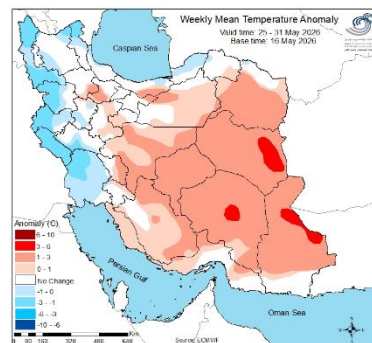 Weekly Mean Temperature Anomaly
Valid time: 25 - 31 May 2026
Base time: 16 May 2026
Caspian Sea
Anomaly (C)
6 - 10
3 - 6
1 - 3
0 - 1
No Change
-1 - 0
-3 - -1
-6 - -3
-10 - -6
Persian Gulf
Oman Sea
Km
Source: ECMWF